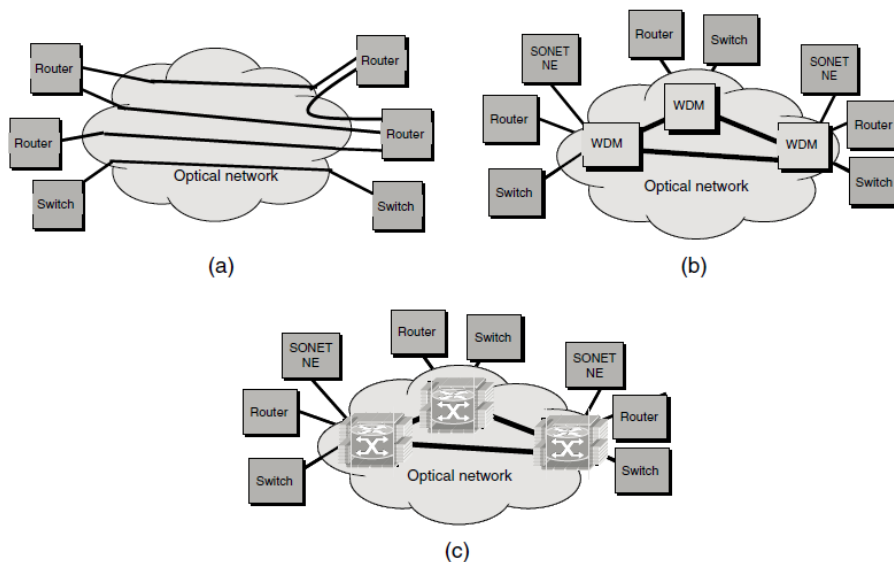 Router
Router
Router
Router
Switch
Switch
Optical network
(a)
SONET
NE
Router
Switch
SONET
NE
Router
Router
Switch
Switch
WDM
WDM
WDM
Optical network
(b)
SONET
NE
Router
Switch
SONET
NE
Router
Router
Switch
Switch
X
X
X
Optical network
(c)